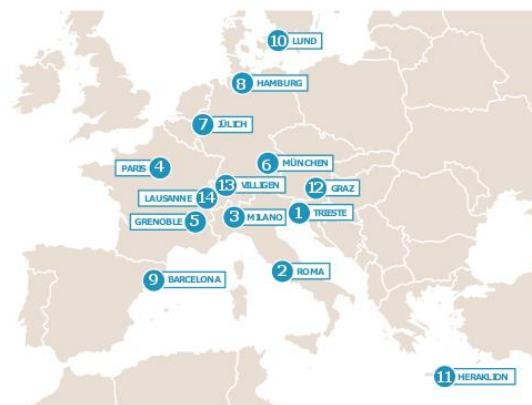 10 LUND
8 HAMBURG
7 JÜLICH
PARIS 4
6 MÜNCHEN
13 VILLIGEN
12 GRAZ
LAUSANNE 14
GRENOBLE 5
3 MILANO
1 TRIESTE
2 ROMA
9 BARCELONA
11 HERAKLION